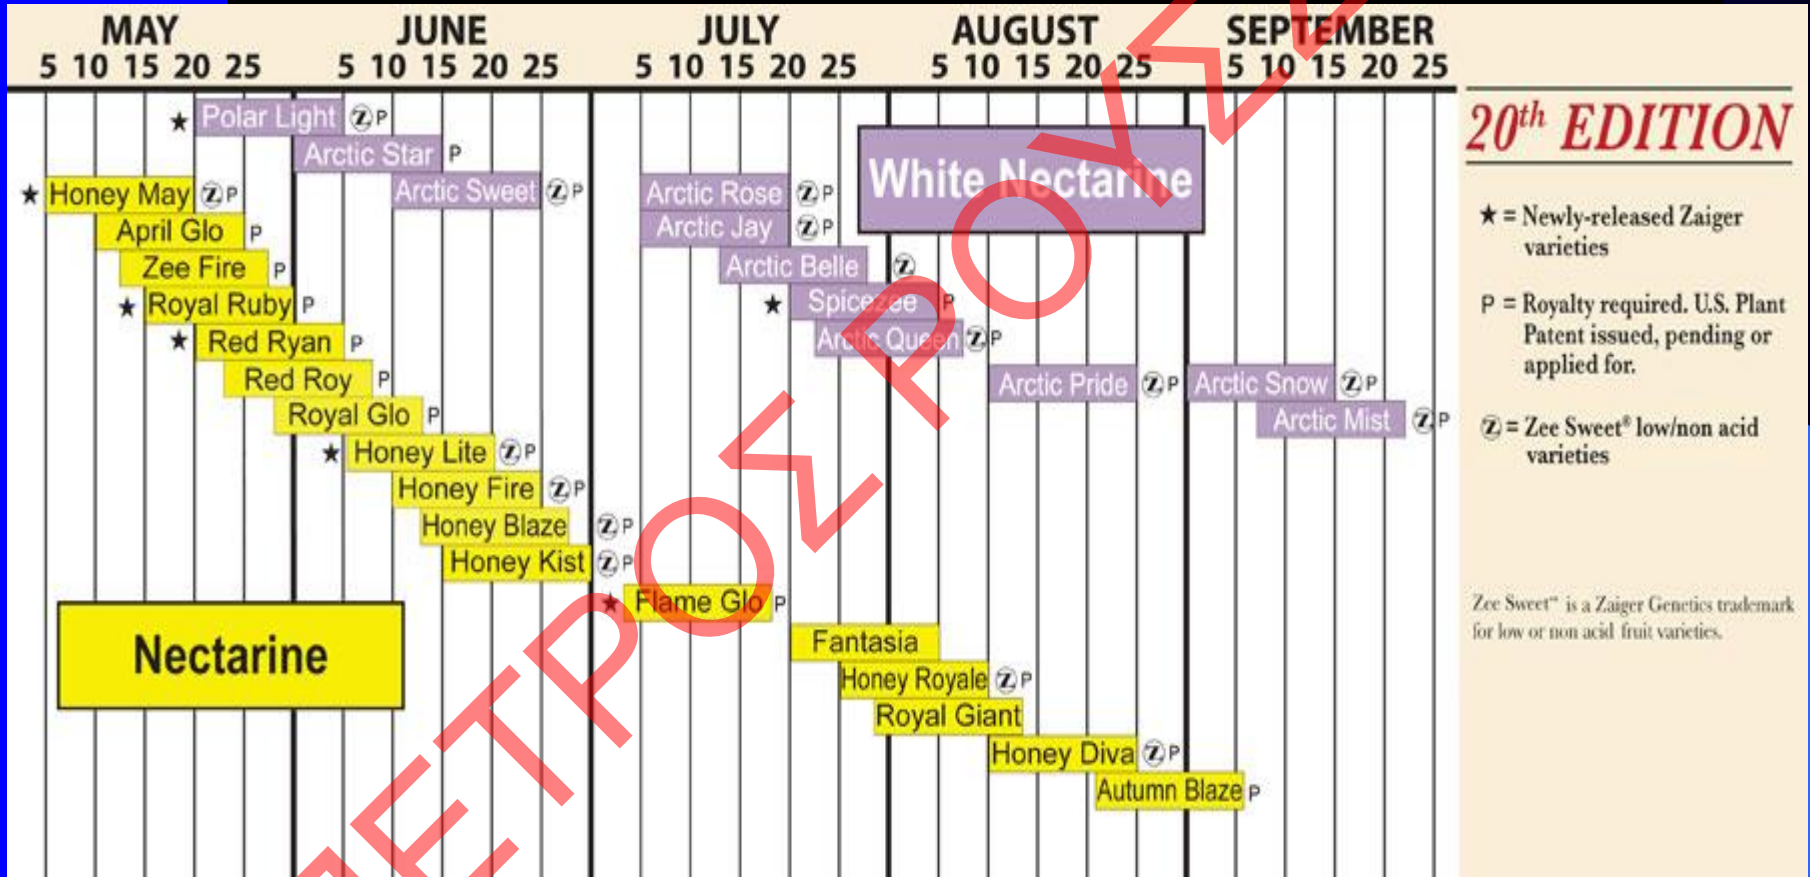 MAY JUNE JULY AUGUST SEPTEMBER
5 10 15 20 25 5 10 15 20 25 5 10 15 20 25 5 10 15 20 25 5 10 15 20 25
Polar Light Ⓩ P
Arctic Star P
Honey May Ⓩ P Arctic Sweet Ⓩ P Arctic Rose Ⓩ P
April Glo P Arctic Jay Ⓩ P
White Nectarine
Zee Fire P Arctic Belle Ⓩ
Royal Ruby P Spicezee P
Red Ryan P Arctic Queen Ⓩ P
Red Roy P Arctic Pride Ⓩ P Arctic Snow Ⓩ P
Royal Glo P Arctic Mist Ⓩ P
Honey Lite Ⓩ P
Honey Fire Ⓩ P
Honey Blaze Ⓩ P
Honey Kist Ⓩ P
Flame Glo P
Fantasia
Nectarine
Honey Royale Ⓩ P
Royal Giant
Honey Diva Ⓩ P
Autumn Blaze P
20th EDITION
★ = Newly-released Zaiger
varieties
P = Royalty required. U.S. Plant
Patent issued, pending or
applied for.
Ⓩ = Zee Sweet® low/non acid
varieties
Zee Sweet™ is a Zaiger Genetics trademark
for low or non acid fruit varieties.
ΠΕΤΡΟΣ ΡΟΥΣΣ